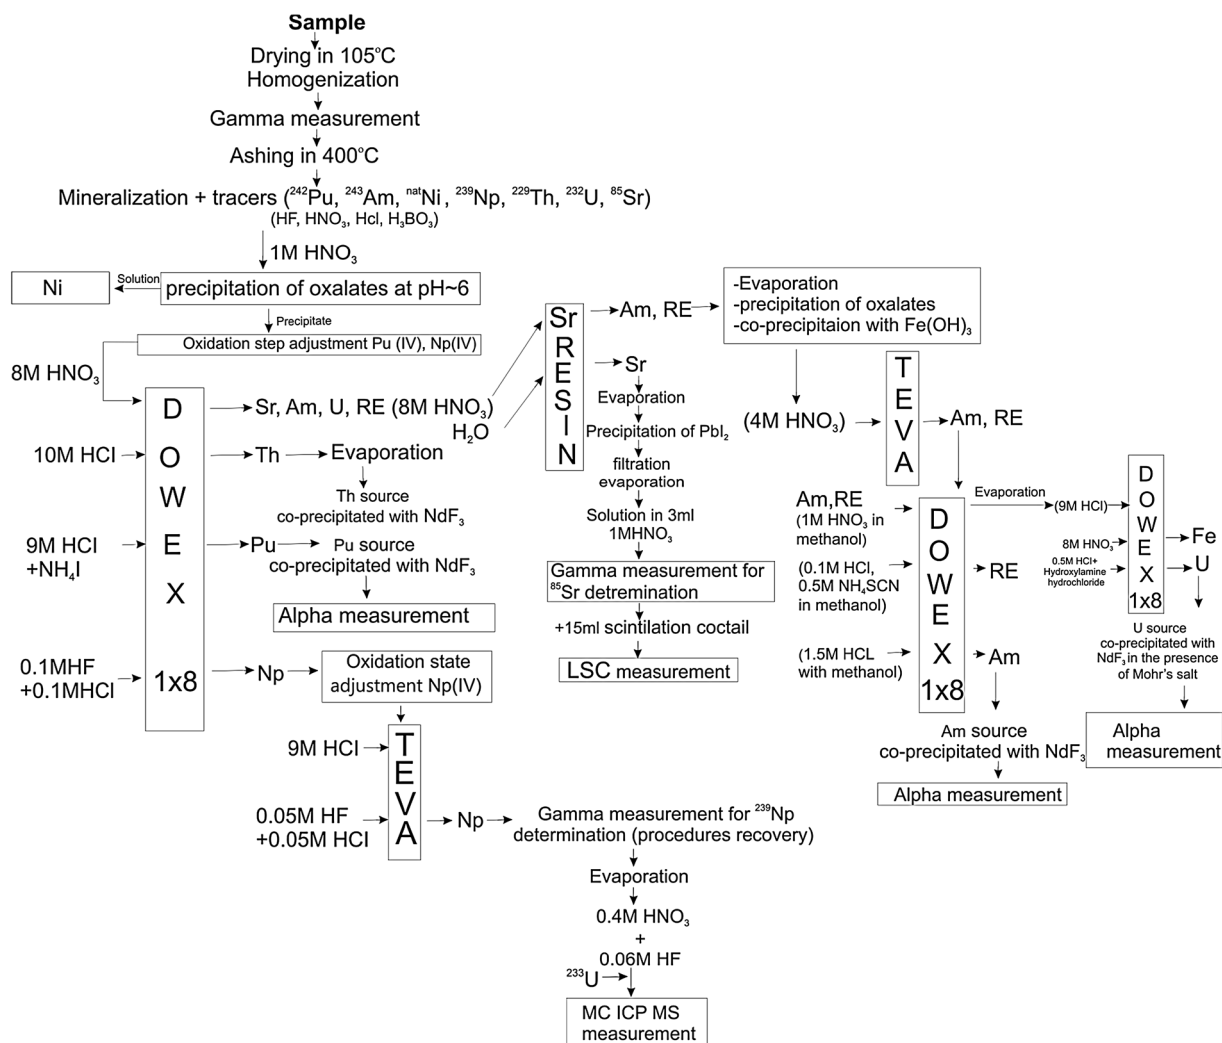 Sample
Drying in 105°C
Homogenization
Gamma measurement
Ashing in 400°C
Mineralization + tracers (²⁴²Pu, ²⁴³Am, ⁿᵃᵗNi, ²³⁹Np, ²²⁹Th, ²³²U, ⁸⁵Sr)
(HF, HNO₃, Hcl, H₃BO₃)
1M HNO₃
Ni
Solution
precipitation of oxalates at pH~6
Precipitate
Oxidation step adjustment Pu (IV), Np(IV)
8M HNO₃
D
O
W
E
X
1x8
Sr, Am, U, RE (8M HNO₃)
H₂O
10M HCl
Th
Evaporation
Th source
co-precipitated with NdF₃
9M HCl
+NH₄I
Pu
Pu source
co-precipitated with NdF₃
Alpha measurement
0.1MHF
+0.1MHCl
Np
Oxidation state
adjustment Np(IV)
9M HCl
0.05M HF
+0.05M HCl
T
E
V
A
Np
Gamma measurement for ²³⁹Np
determination (procedures recovery)
Evaporation
0.4M HNO₃
+
0.06M HF
²³³U
MC ICP MS
measurement
Sr
R
E
S
I
N
Am, RE
Sr
Evaporation
Precipitation of PbI₂
filtration
evaporation
Solution in 3ml
1MHNO₃
Gamma measurement for
⁸⁵Sr detremination
+15ml scintilation coctail
LSC measurement
-Evaporation
-precipitation of oxalates
-co-precipitaion with Fe(OH)₃
(4M HNO₃)
T
E
V
A
Am, RE
Am,RE
(1M HNO₃ in
methanol)
(0.1M HCl,
0.5M NH₄SCN
in methanol)
(1.5M HCL
with methanol)
D
O
W
E
X
1x8
RE
Am
Am source
co-precipitated with NdF₃
Alpha measurement
Evaporation
(9M HCl)
8M HNO₃
0.5M HCl+
Hydroxylamine
hydrochloride
D
O
W
E
X
1x8
Fe
U
U source
co-precipitated with
NdF₃ in the presence
of Mohr's salt
Alpha
measurement